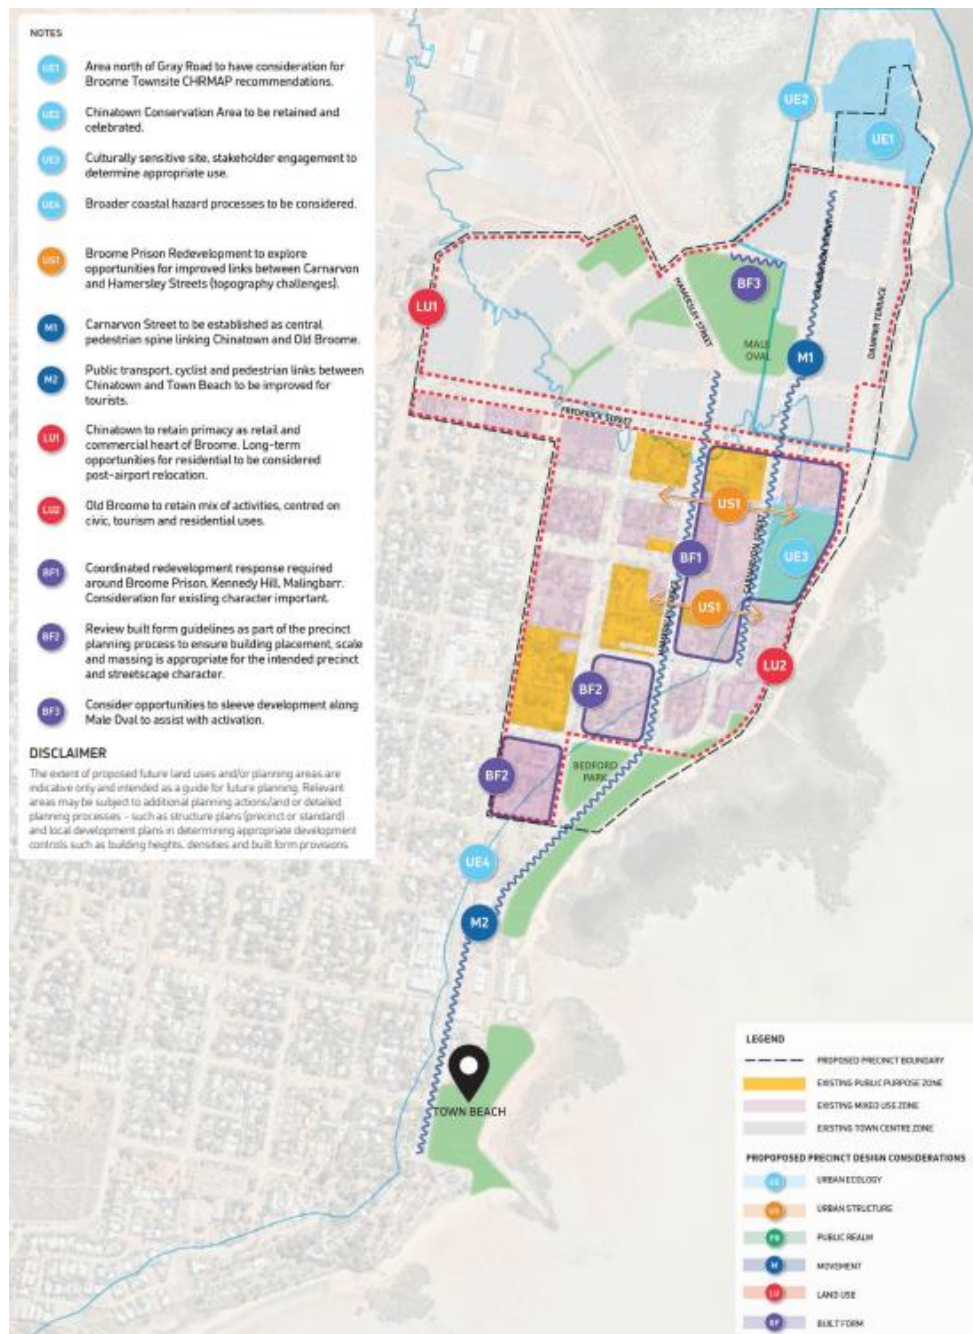 NOTES
UE1
Area north of Gray Road to have consideration for
Broome Townsite CHRMAP recommendations.
UE2
Chinatown Conservation Area to be retained and
celebrated.
UE3
Culturally sensitive site, stakeholder engagement to
determine appropriate use.
UE4
Broader coastal hazard processes to be considered.
US1
Broome Prison Redevelopment to explore
opportunities for improved links between Carnarvon
and Hamersley Streets (topography challenges).
M1
Carnarvon Street to be established as central
pedestrian spine linking Chinatown and Old Broome.
M2
Public transport, cyclist and pedestrian links between
Chinatown and Town Beach to be improved for
tourists.
LU1
Chinatown to retain primacy as retail and
commercial heart of Broome. Long-term
opportunities for residential to be considered
post-airport relocation.
LU2
Old Broome to retain mix of activities, centred on
civic, tourism and residential uses.
BF1
Coordinated redevelopment response required
around Broome Prison, Kennedy Hill, Malingbarr.
Consideration for existing character important.
BF2
Review built form guidelines as part of the precinct
planning process to ensure building placement, scale
and massing is appropriate for the intended precinct
and streetscape character.
BF3
Consider opportunities to sleeve development along
Male Oval to assist with activation.
DISCLAIMER
The extent of proposed future land uses and/or planning areas are
indicative only and intended as a guide for future planning. Relevant
areas may be subject to additional planning actions/and or detailed
planning processes - such as structure plans (precinct or standard)
and local development plans in determining appropriate development
controls such as building heights, densities and built form provisions
UE2
UE1
BF3
LU1
HAMERSLEY STREET
MALE
OVAL
M1
DAMPIER TERRACE
FREDERICK STREET
US1
BF1
CARNARVON STREET
UE3
US1
LU2
BF2
BF2
BEDFORD
PARK
UE4
M2
TOWN BEACH
LEGEND
PROPOSED PRECINCT BOUNDARY
EXISTING PUBLIC PURPOSE ZONE
EXISTING MIXED USE ZONE
EXISTING TOWN CENTRE ZONE
PROPOPOSED PRECINCT DESIGN CONSIDERATIONS
UE
URBAN ECOLOGY
US
URBAN STRUCTURE
PR
PUBLIC REALM
M
MOVEMENT
LU
LAND USE
BF
BUILT FORM